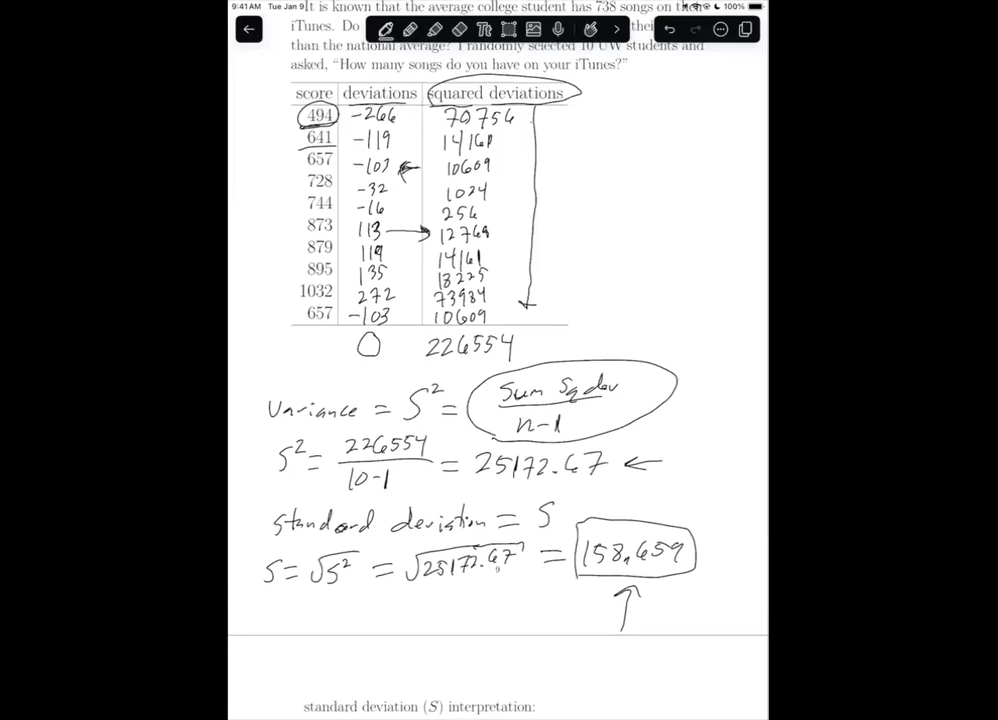 9:41 AM Tue Jan 9 It is known that the average college student has 738 songs on 100%
iTunes. Do
than the national average? I randomly selected 10 UW students and
asked, “How many songs do you have on your iTunes?”
score deviations squared deviations
494 -266 70756
641 -119 14161
657 -103 10609
728 -32 1024
744 -16 256
873 113 12769
879 119 14161
895 135 18225
1032 272 73984
657 -103 10609
0 226554
Variance = S² = Sum Sq dev / n-1
S² = 226554 / 10-1 = 25172.67
standard deviation = S
S = √S² = √25172.67 = 158.659
standard deviation (S) interpretation: